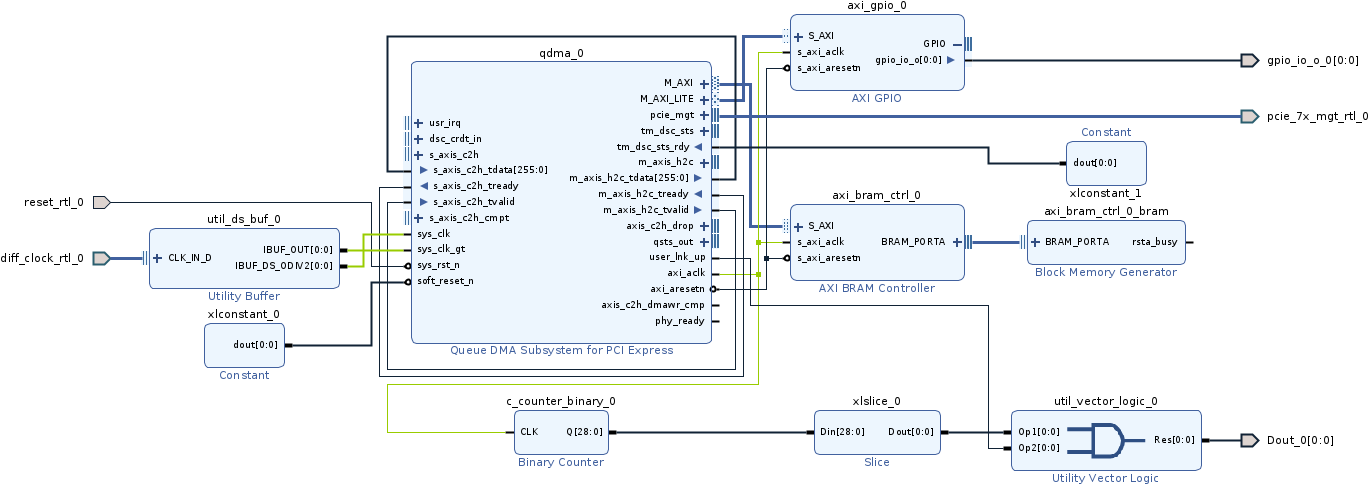 axi_gpio_0
S_AXI
s_axi_aclk
s_axi_aresetn
GPIO
gpio_io_o[0:0]
AXI GPIO
gpio_io_o_0[0:0]
pcie_7x_mgt_rtl_0
qdma_0
M_AXI
M_AXI_LITE
pcie_mgt
tm_dsc_sts
tm_dsc_sts_rdy
m_axis_h2c
m_axis_h2c_tdata[255:0]
m_axis_h2c_tready
m_axis_h2c_tvalid
axis_c2h_drop
qsts_out
user_lnk_up
axi_aclk
axi_aresetn
axis_c2h_dmawr_cmp
phy_ready
usr_irq
dsc_crdt_in
s_axis_c2h
s_axis_c2h_tdata[255:0]
s_axis_c2h_tready
s_axis_c2h_tvalid
s_axis_c2h_cmpt
sys_clk
sys_clk_gt
sys_rst_n
soft_reset_n
Queue DMA Subsystem for PCI Express
Constant
dout[0:0]
xlconstant_1
reset_rtl_0
diff_clock_rtl_0
util_ds_buf_0
CLK_IN_D
IBUF_OUT[0:0]
IBUF_DS_ODIV2[0:0]
Utility Buffer
xlconstant_0
dout[0:0]
Constant
axi_bram_ctrl_0
S_AXI
s_axi_aclk
s_axi_aresetn
BRAM_PORTA
AXI BRAM Controller
axi_bram_ctrl_0_bram
BRAM_PORTA
rsta_busy
Block Memory Generator
c_counter_binary_0
CLK
Q[28:0]
Binary Counter
xlslice_0
Din[28:0]
Dout[0:0]
Slice
util_vector_logic_0
Op1[0:0]
Op2[0:0]
Res[0:0]
Utility Vector Logic
Dout_0[0:0]